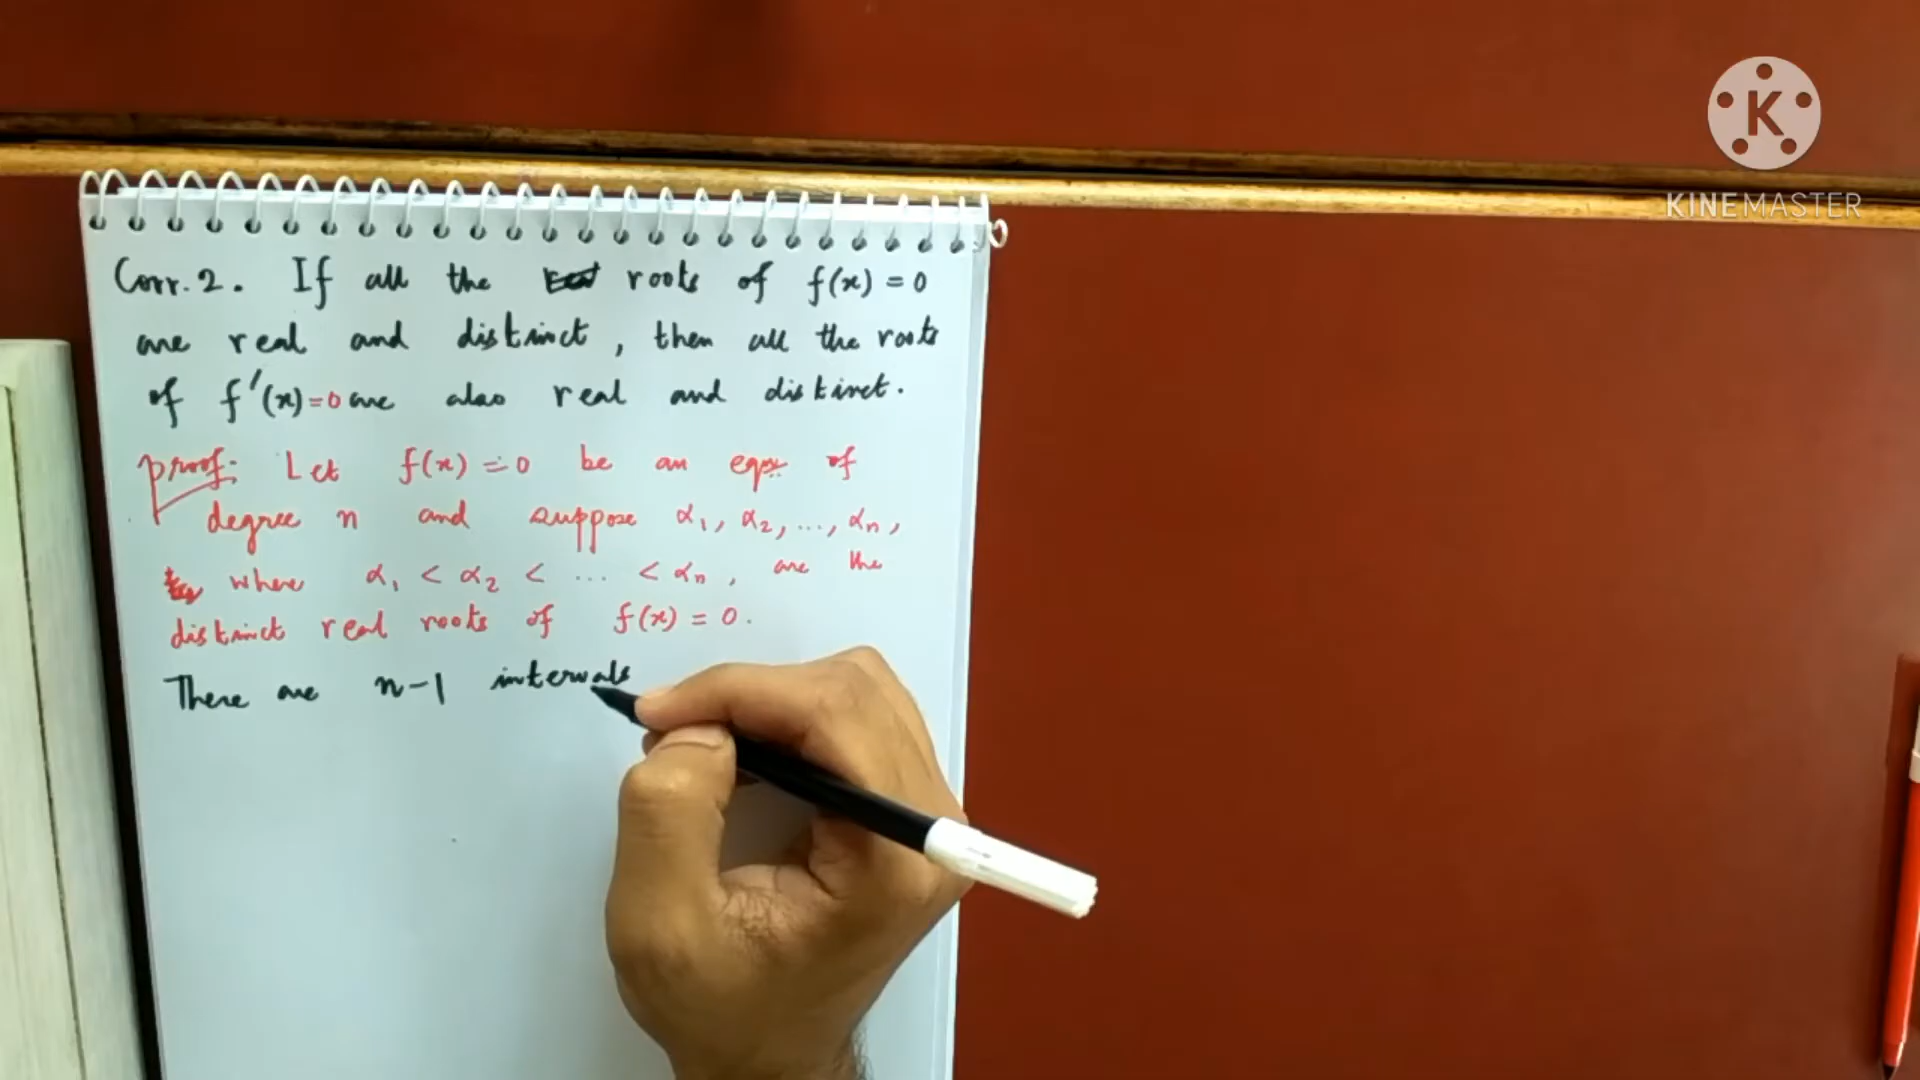 Corr. 2. If all the roots of f(x) = 0
are real and distinct, then all the roots
of f'(x) = 0 are also real and distinct.
Proof: Let f(x) = 0 be an eqn of
degree n and suppose α₁, α₂, ..., αₙ,
where α₁ < α₂ < ... < αₙ, are the
distinct real roots of f(x) = 0.
There are n-1 intervals
K
KINEMASTER